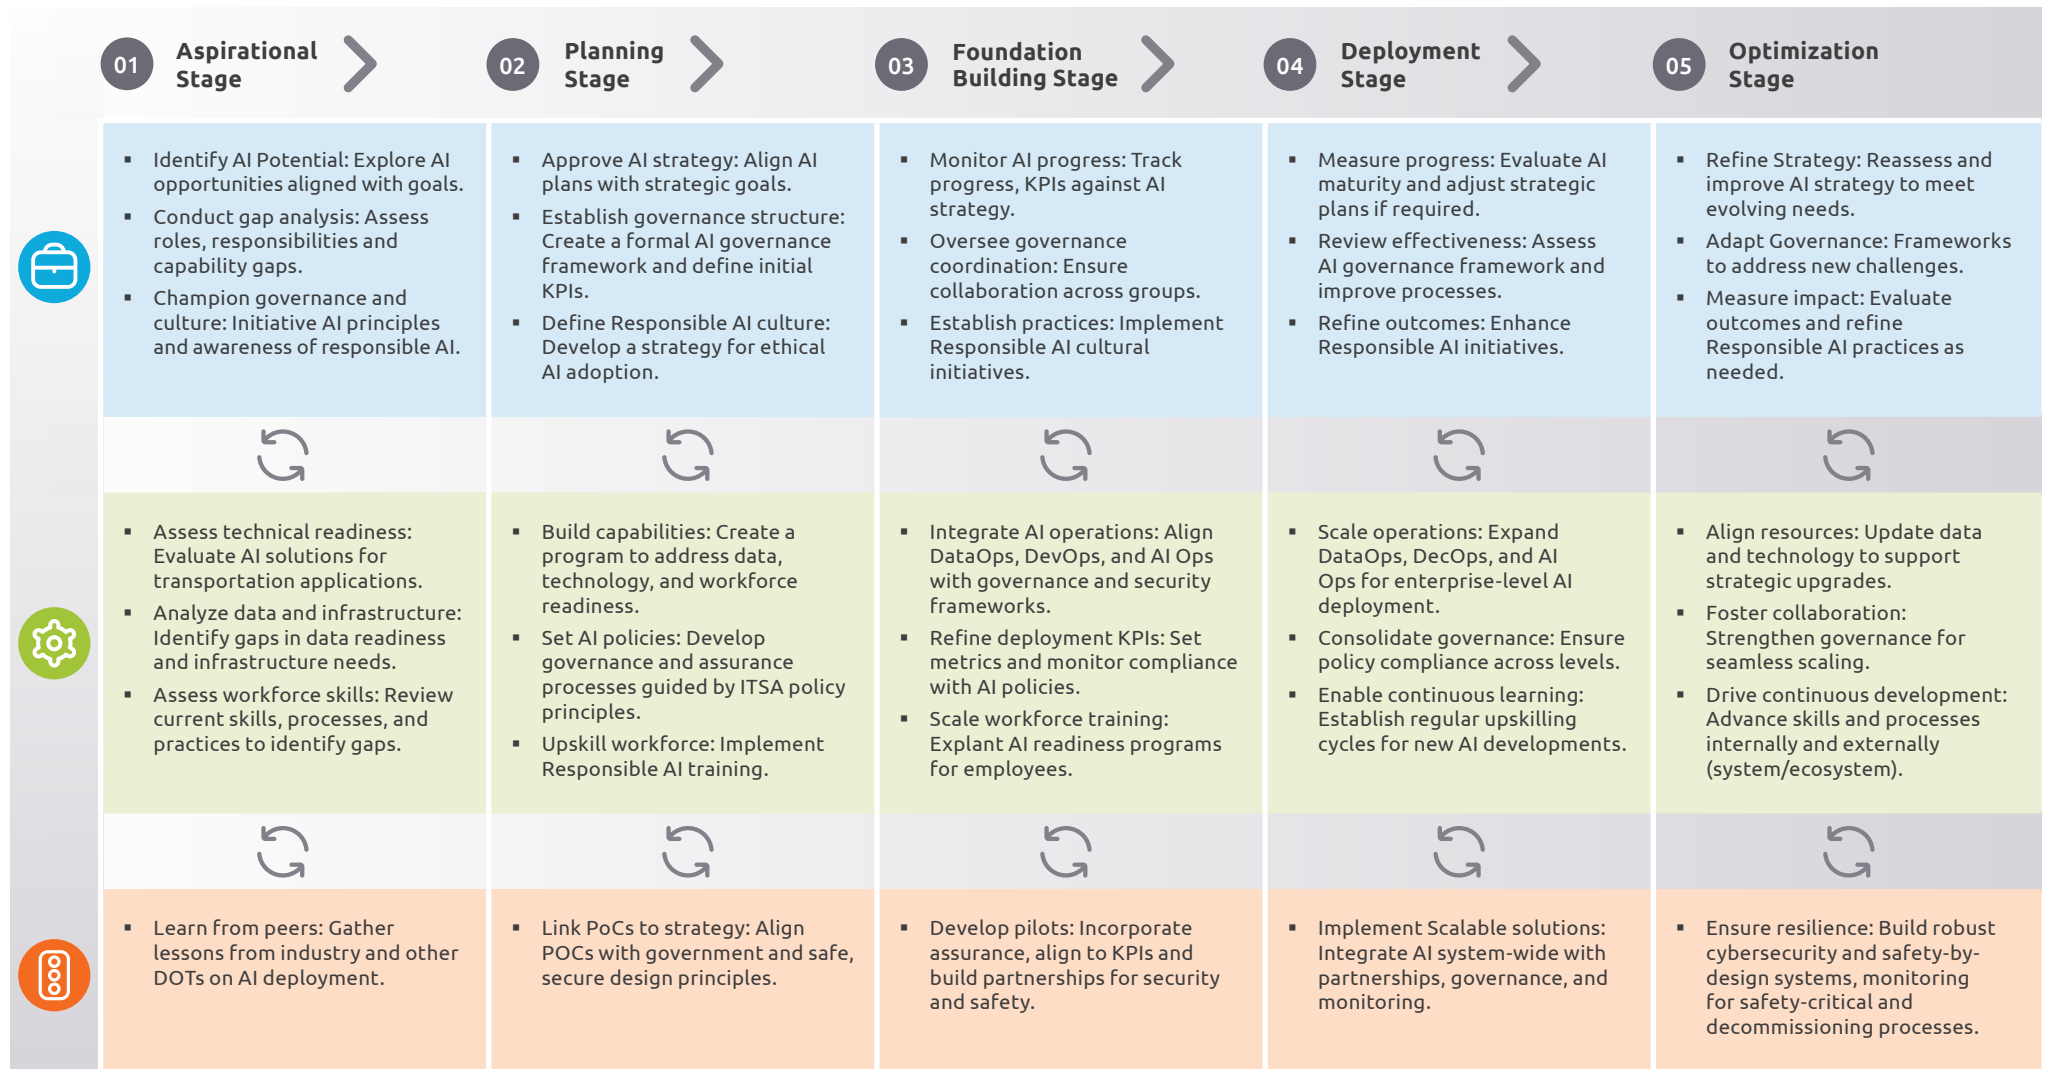 01
Aspirational
Stage
02
Planning
Stage
03
Foundation
Building Stage
04
Deployment
Stage
05
Optimization
Stage
▪ Identify AI Potential: Explore AI
opportunities aligned with goals.
▪ Conduct gap analysis: Assess
roles, responsibilities and
capability gaps.
▪ Champion governance and
culture: Initiative AI principles
and awareness of responsible AI.
▪ Approve AI strategy: Align AI
plans with strategic goals.
▪ Establish governance structure:
Create a formal AI governance
framework and define initial
KPIs.
▪ Define Responsible AI culture:
Develop a strategy for ethical
AI adoption.
▪ Monitor AI progress: Track
progress, KPIs against AI
strategy.
▪ Oversee governance
coordination: Ensure
collaboration across groups.
▪ Establish practices: Implement
Responsible AI cultural
initiatives.
▪ Measure progress: Evaluate AI
maturity and adjust strategic
plans if required.
▪ Review effectiveness: Assess
AI governance framework and
improve processes.
▪ Refine outcomes: Enhance
Responsible AI initiatives.
▪ Refine Strategy: Reassess and
improve AI strategy to meet
evolving needs.
▪ Adapt Governance: Frameworks
to address new challenges.
▪ Measure impact: Evaluate
outcomes and refine
Responsible AI practices as
needed.
▪ Assess technical readiness:
Evaluate AI solutions for
transportation applications.
▪ Analyze data and infrastructure:
Identify gaps in data readiness
and infrastructure needs.
▪ Assess workforce skills: Review
current skills, processes, and
practices to identify gaps.
▪ Build capabilities: Create a
program to address data,
technology, and workforce
readiness.
▪ Set AI policies: Develop
governance and assurance
processes guided by ITSA policy
principles.
▪ Upskill workforce: Implement
Responsible AI training.
▪ Integrate AI operations: Align
DataOps, DevOps, and AI Ops
with governance and security
frameworks.
▪ Refine deployment KPIs: Set
metrics and monitor compliance
with AI policies.
▪ Scale workforce training:
Explant AI readiness programs
for employees.
▪ Scale operations: Expand
DataOps, DecOps, and AI
Ops for enterprise-level AI
deployment.
▪ Consolidate governance: Ensure
policy compliance across levels.
▪ Enable continuous learning:
Establish regular upskilling
cycles for new AI developments.
▪ Align resources: Update data
and technology to support
strategic upgrades.
▪ Foster collaboration:
Strengthen governance for
seamless scaling.
▪ Drive continuous development:
Advance skills and processes
internally and externally
(system/ecosystem).
▪ Learn from peers: Gather
lessons from industry and other
DOTs on AI deployment.
▪ Link PoCs to strategy: Align
POCs with government and safe,
secure design principles.
▪ Develop pilots: Incorporate
assurance, align to KPIs and
build partnerships for security
and safety.
▪ Implement Scalable solutions:
Integrate AI system-wide with
partnerships, governance, and
monitoring.
▪ Ensure resilience: Build robust
cybersecurity and safety-by-
design systems, monitoring
for safety-critical and
decommissioning processes.